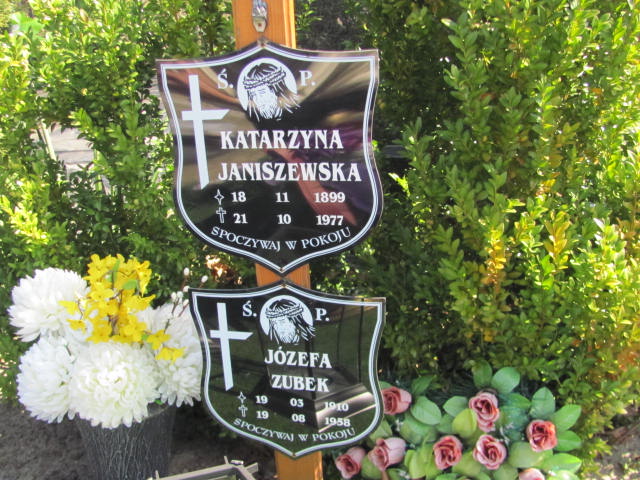 Ś. P.
KATARZYNA
JANISZEWSKA
18 11 1899
21 10 1977
SPOCZYWAJ W POKOJU
Ś. P.
JÓZEFA
ZUBEK
19 03 1910
19 08 1958
SPOCZYWAJ W POKOJU